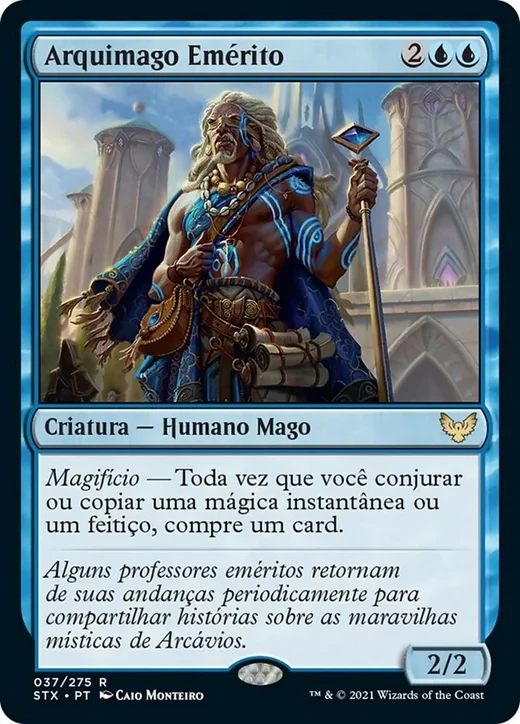 Arquimago Emérito 2
Criatura — Humano Mago
Magifício — Toda vez que você conjurar
ou copiar uma mágica instantânea ou
um feitiço, compre um card.
Alguns professores eméritos retornam
de suas andanças periodicamente para
compartilhar histórias sobre as maravilhas
místicas de Arcávios.
2/2
037/275 R
STX • PT Caio Monteiro
™ & © 2021 Wizards of the Coast